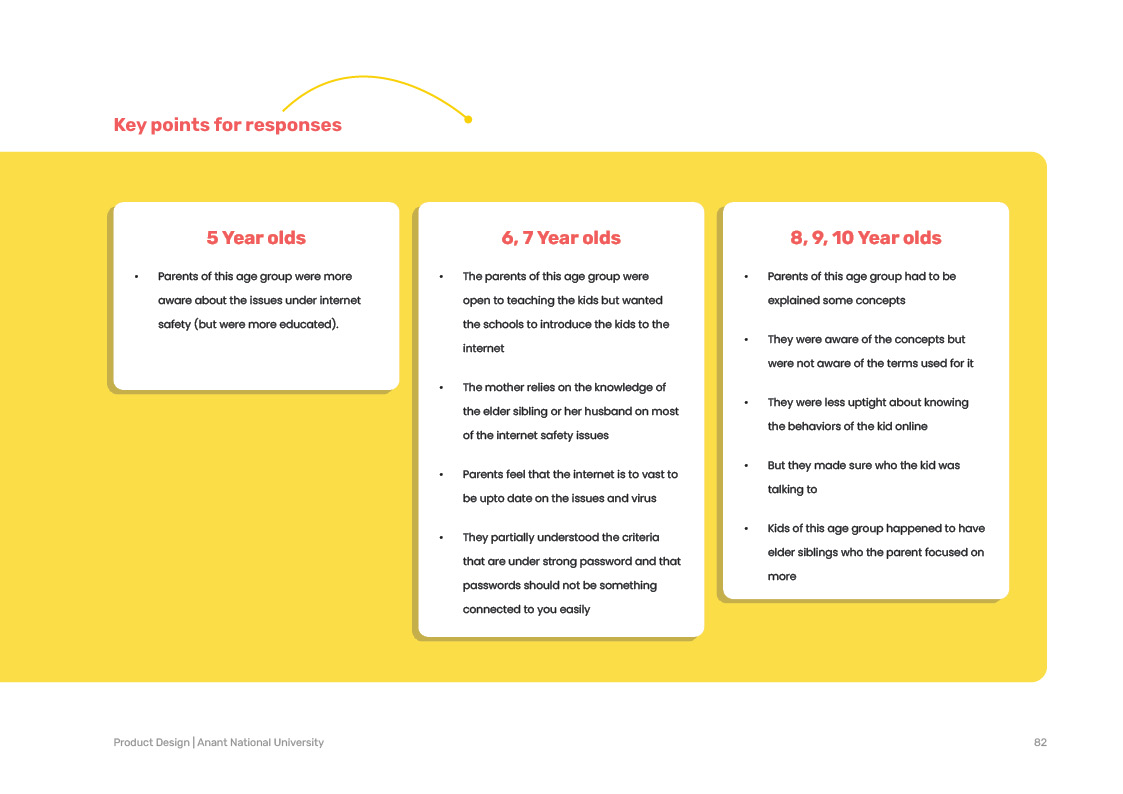 Key points for responses
5 Year olds
• Parents of this age group were more
aware about the issues under internet
safety (but were more educated).
6, 7 Year olds
• The parents of this age group were
open to teaching the kids but wanted
the schools to introduce the kids to the
internet
• The mother relies on the knowledge of
the elder sibling or her husband on most
of the internet safety issues
• Parents feel that the internet is to vast to
be upto date on the issues and virus
• They partially understood the criteria
that are under strong password and that
passwords should not be something
connected to you easily
8, 9, 10 Year olds
• Parents of this age group had to be
explained some concepts
• They were aware of the concepts but
were not aware of the terms used for it
• They were less uptight about knowing
the behaviors of the kid online
• But they made sure who the kid was
talking to
• Kids of this age group happened to have
elder siblings who the parent focused on
more
Product Design | Anant National University
82